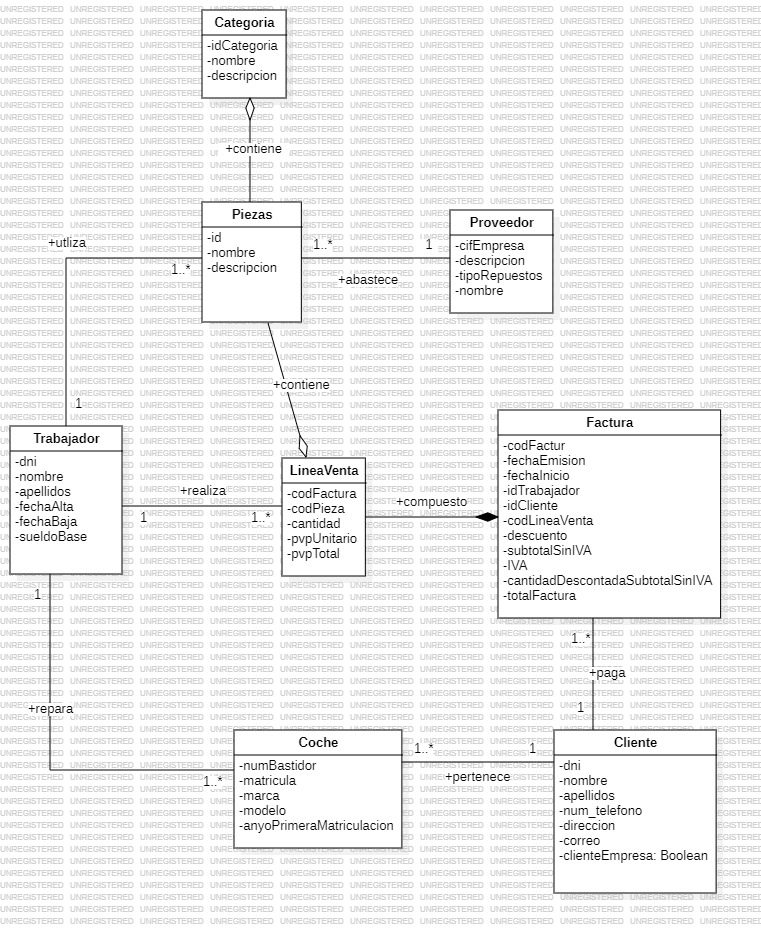 Categoria
-idCategoria
-nombre
-descripcion
+contiene
Piezas
-id
-nombre
-descripcion
1..*
1
+abastece
Proveedor
-cifEmpresa
-descripcion
-tipoRepuestos
-nombre
+utliza
1..*
1
+contiene
Trabajador
-dni
-nombre
-apellidos
-fechaAlta
-fechaBaja
-sueldoBase
+realiza
1
1..*
LineaVenta
-codFactura
-codPieza
-cantidad
-pvpUnitario
-pvpTotal
+compuesto
Factura
-codFactur
-fechaEmision
-fechaInicio
-idTrabajador
-idCliente
-codLineaVenta
-descuento
-subtotalSinIVA
-IVA
-cantidadDescontadaSubtotalSinIVA
-totalFactura
1..*
+paga
1
1
+repara
1..*
Coche
-numBastidor
-matricula
-marca
-modelo
-anyoPrimeraMatriculacion
1..*
1
+pertenece
Cliente
-dni
-nombre
-apellidos
-num_telefono
-direccion
-correo
-clienteEmpresa: Boolean
UNREGISTERED